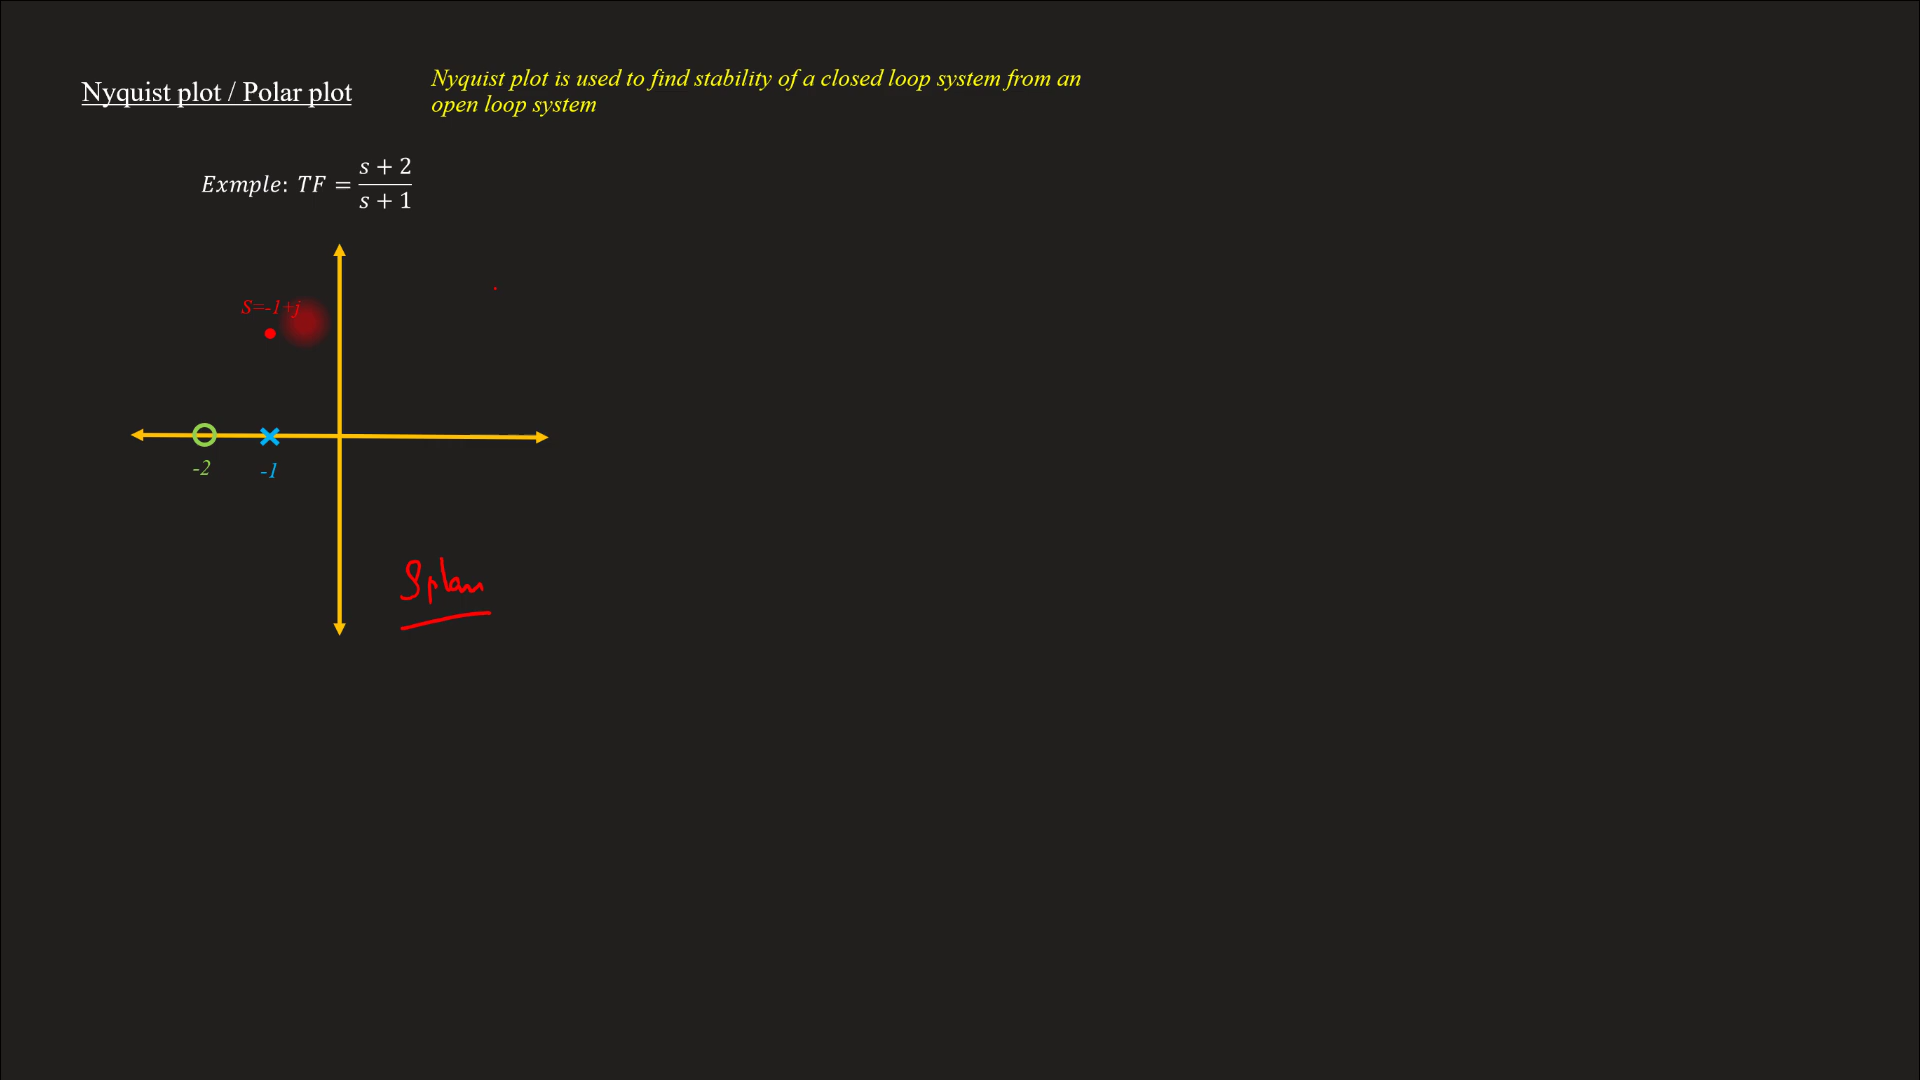 Nyquist plot / Polar plot
Nyquist plot is used to find stability of a closed loop system from an
open loop system
Exmple: TF = (s + 2)/(s + 1)
S=-1+j
-2
-1
Splan